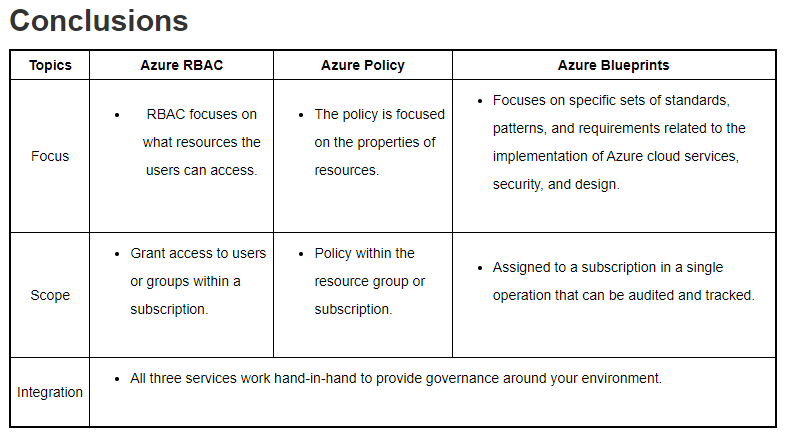 Conclusions
Topics Azure RBAC Azure Policy Azure Blueprints
Focus
• RBAC focuses on
what resources the
users can access.
• The policy is focused
on the properties of
resources.
• Focuses on specific sets of standards,
patterns, and requirements related to the
implementation of Azure cloud services,
security, and design.
Scope
• Grant access to users
or groups within a
subscription.
• Policy within the
resource group or
subscription.
• Assigned to a subscription in a single
operation that can be audited and tracked.
Integration
• All three services work hand-in-hand to provide governance around your environment.